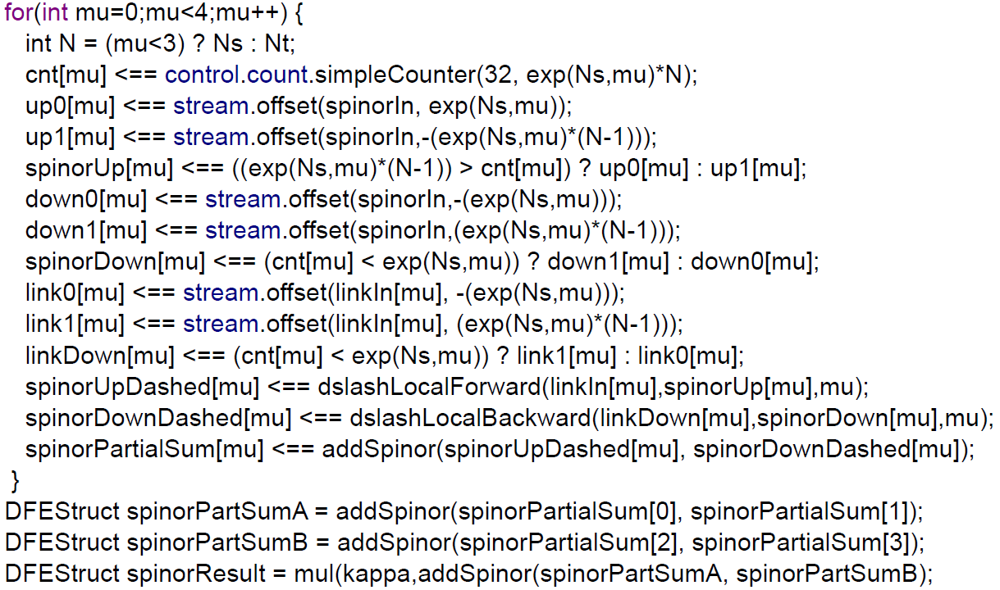 for(int mu=0;mu<4;mu++) {
int N = (mu<3) ? Ns : Nt;
cnt[mu] <== control.count.simpleCounter(32, exp(Ns,mu)*N);
up0[mu] <== stream.offset(spinorIn, exp(Ns,mu));
up1[mu] <== stream.offset(spinorIn,-(exp(Ns,mu)*(N-1)));
spinorUp[mu] <== ((exp(Ns,mu)*(N-1)) > cnt[mu]) ? up0[mu] : up1[mu];
down0[mu] <== stream.offset(spinorIn,-(exp(Ns,mu)));
down1[mu] <== stream.offset(spinorIn,(exp(Ns,mu)*(N-1)));
spinorDown[mu] <== (cnt[mu] < exp(Ns,mu)) ? down1[mu] : down0[mu];
link0[mu] <== stream.offset(linkIn[mu], -(exp(Ns,mu)));
link1[mu] <== stream.offset(linkIn[mu], (exp(Ns,mu)*(N-1)));
linkDown[mu] <== (cnt[mu] < exp(Ns,mu)) ? link1[mu] : link0[mu];
spinorUpDashed[mu] <== dslashLocalForward(linkIn[mu],spinorUp[mu],mu);
spinorDownDashed[mu] <== dslashLocalBackward(linkDown[mu],spinorDown[mu],mu);
spinorPartialSum[mu] <== addSpinor(spinorUpDashed[mu], spinorDownDashed[mu]);
}
DFEStruct spinorPartSumA = addSpinor(spinorPartialSum[0], spinorPartialSum[1]);
DFEStruct spinorPartSumB = addSpinor(spinorPartialSum[2], spinorPartialSum[3]);
DFEStruct spinorResult = mul(kappa,addSpinor(spinorPartSumA, spinorPartSumB);